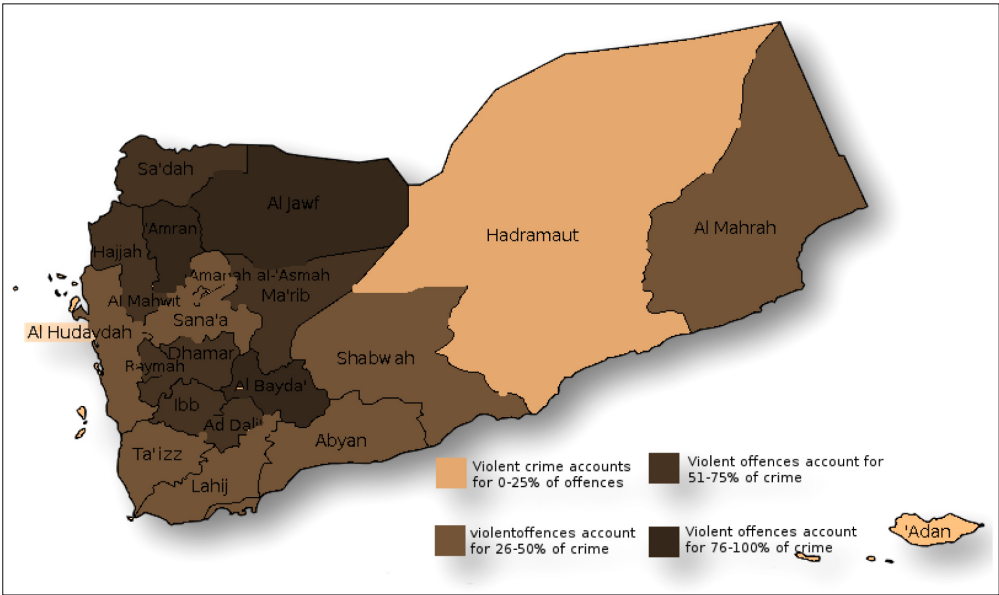 Sa'dah
Al Jawf
'Amran
Hajjah
Hadramaut
Al Mahrah
Amanah al-'Asmah
Ma'rib
Al Mahwit
Sana'a
Al Hudaydah
Dhamar
Shabwah
Raymah
Al Bayda'
Ibb
Ad Dali
Abyan
Ta'izz
Lahij
Violent crime accounts
for 0-25% of offences
Violent offences account for
51-75% of crime
violentoffences account
for 26-50% of crime
Violent offences account
for 76-100% of crime
'Adan